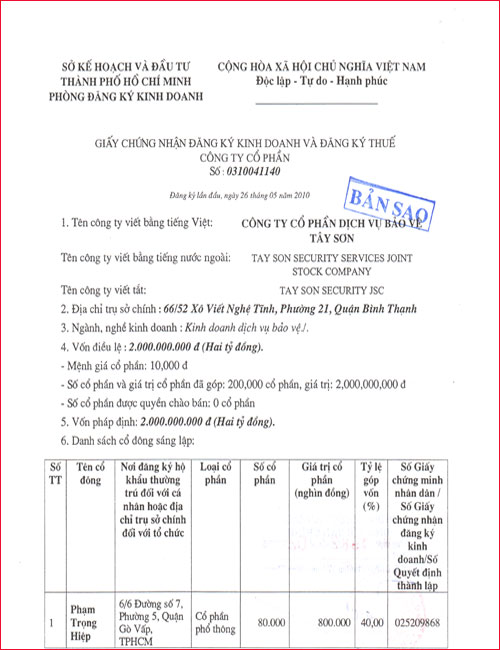 SỞ KẾ HOẠCH VÀ ĐẦU TƯ
THÀNH PHỐ HỒ CHÍ MINH
PHÒNG ĐĂNG KÝ KINH DOANH
CỘNG HÒA XÃ HỘI CHỦ NGHĨA VIỆT NAM
Độc lập - Tự do - Hạnh phúc
GIẤY CHỨNG NHẬN ĐĂNG KÝ KINH DOANH VÀ ĐĂNG KÝ THUẾ
CÔNG TY CỔ PHẦN
Số : 0310041140
Đăng ký lần đầu, ngày 26 tháng 05 năm 2010
BẢN SAO
1. Tên công ty viết bằng tiếng Việt: CÔNG TY CỔ PHẦN DỊCH VỤ BẢO VỆ
TÂY SƠN
Tên công ty viết bằng tiếng nước ngoài: TAY SON SECURITY SERVICES JOINT
STOCK COMPANY
Tên công ty viết tắt: TAY SON SECURITY JSC
2. Địa chỉ trụ sở chính : 66/52 Xô Viết Nghệ Tĩnh, Phường 21, Quận Bình Thạnh
3. Ngành, nghề kinh doanh : Kinh doanh dịch vụ bảo vệ./.
4. Vốn điều lệ : 2.000.000.000 đ (Hai tỷ đồng).
- Mệnh giá cổ phần: 10,000 đ
- Số cổ phần và giá trị cổ phần đã góp: 200,000 cổ phần, giá trị: 2,000,000,000 đ
- Số cổ phần được quyền chào bán: 0 cổ phần
5. Vốn pháp định: 2.000.000.000 đ (Hai tỷ đồng).
6. Danh sách cổ đông sáng lập:
Số
TT
Tên cổ
đông
Nơi đăng ký hộ
khẩu thường
trú đối với cá
nhân hoặc địa
chỉ trụ sở chính
đối với tổ chức
Loại cổ
phần
Số cổ
phần
Giá trị cổ
phần
(nghìn đồng)
Tỷ lệ
góp
vốn
(%)
Số Giấy
chứng minh
nhân dân /
Số Giấy
chứng nhận
đăng ký
kinh
doanh/Số
Quyết định
thành lập
1
Phạm
Trọng
Hiệp
6/6 Đường số 7,
Phường 5, Quận
Gò Vấp,
TPHCM
Cổ phần
phổ thông
80.000
800.000
40,00
025209868